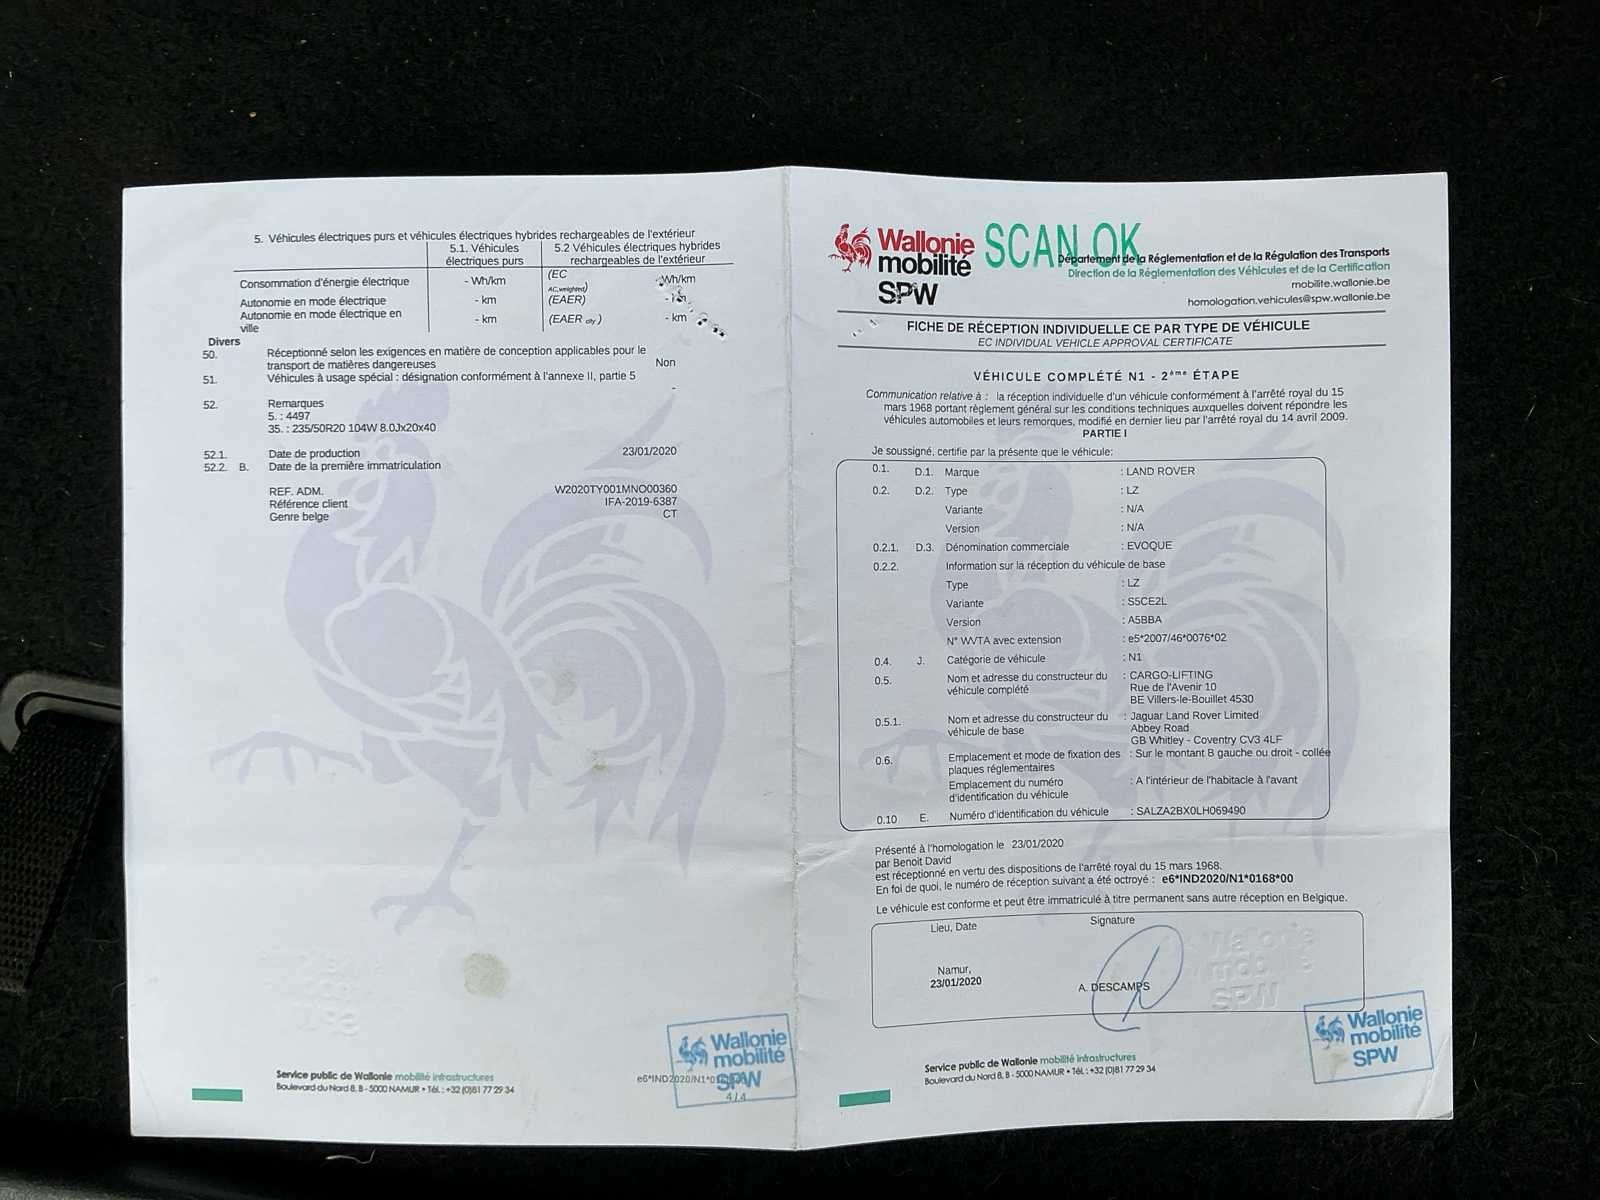 5. Véhicules électriques purs et véhicules électriques hybrides rechargeables de l'extérieur
5.1. Véhicules électriques purs
5.2 Véhicules électriques hybrides rechargeables de l'extérieur
Consommation d'énergie électrique - Wh/km (EC AC,weighted) - Wh/km
Autonomie en mode électrique - km (EAER)
Autonomie en mode électrique en ville - km (EAER city) - km
Divers
50. Réceptionné selon les exigences en matière de conception applicables pour le
transport de matières dangereuses Non
51. Véhicules à usage spécial : désignation conformément à l'annexe II, partie 5 -
52. Remarques
5. : 4497
35. : 235/50R20 104W 8.0Jx20x40
52.1. Date de production 23/01/2020
52.2. B. Date de la première immatriculation
REF. ADM. W2020TY001MNO00360
Référence client IFA-2019-6387
Genre belge CT
Service public de Wallonie mobilité infrastructures
Boulevard du Nord 8, B - 5000 NAMUR • Tél. : +32 (0)81 77 29 34
e6*IND2020/N1*
4 / 4
Wallonie
mobilité
SPW
Wallonie
mobilité
SPW
SCAN OK
Département de la Réglementation et de la Régulation des Transports
Direction de la Réglementation des Véhicules et de la Certification
mobilite.wallonie.be
homologation.vehicules@spw.wallonie.be
FICHE DE RÉCEPTION INDIVIDUELLE CE PAR TYPE DE VÉHICULE
EC INDIVIDUAL VEHICLE APPROVAL CERTIFICATE
VÉHICULE COMPLÉTÉ N1 - 2ème ÉTAPE
Communication relative à : la réception individuelle d'un véhicule conformément à l'arrêté royal du 15
mars 1968 portant règlement général sur les conditions techniques auxquelles doivent répondre les
véhicules automobiles et leurs remorques, modifié en dernier lieu par l'arrêté royal du 14 avril 2009.
PARTIE I
Je soussigné, certifie par la présente que le véhicule:
0.1. D.1. Marque : LAND ROVER
0.2. D.2. Type : LZ
Variante : N/A
Version : N/A
0.2.1. D.3. Dénomination commerciale : EVOQUE
0.2.2. Information sur la réception du véhicule de base
Type : LZ
Variante : S5CE2L
Version : A5BBA
N° WVTA avec extension : e5*2007/46*0076*02
0.4. J. Catégorie de véhicule : N1
0.5. Nom et adresse du constructeur du véhicule complété : CARGO-LIFTING
Rue de l'Avenir 10
BE Villers-le-Bouillet 4530
0.5.1. Nom et adresse du constructeur du véhicule de base : Jaguar Land Rover Limited
Abbey Road
GB Whitley - Coventry CV3 4LF
0.6. Emplacement et mode de fixation des plaques réglementaires : Sur le montant B gauche ou droit - collée
Emplacement du numéro d'identification du véhicule : A l'intérieur de l'habitacle à l'avant
0.10 E. Numéro d'identification du véhicule : SALZA2BX0LH069490
Présenté à l'homologation le 23/01/2020
par Benoit David
est réceptionné en vertu des dispositions de l'arrêté royal du 15 mars 1968.
En foi de quoi, le numéro de réception suivant a été octroyé : e6*IND2020/N1*0168*00
Le véhicule est conforme et peut être immatriculé à titre permanent sans autre réception en Belgique.
Lieu, Date Signature
Namur,
23/01/2020
A. DESCAMPS
Wallonie
mobilité
SPW
Wallonie
mobilité
SPW
Service public de Wallonie mobilité infrastructures
Boulevard du Nord 8, B - 5000 NAMUR • Tél. : +32 (0)81 77 29 34